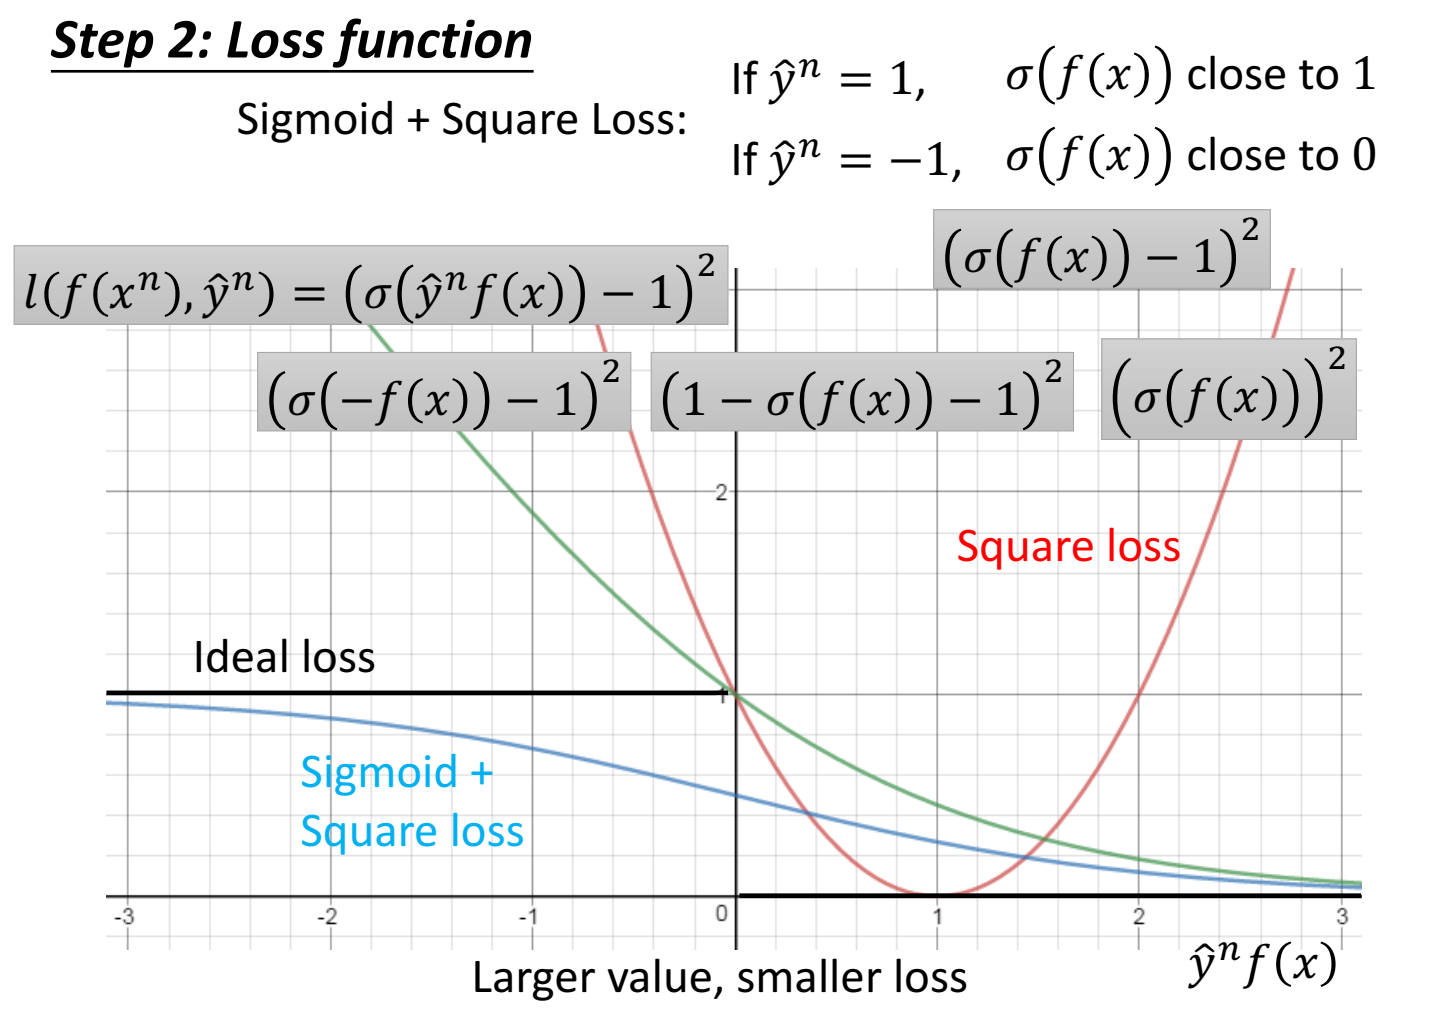 Step 2: Loss function
Sigmoid + Square Loss:
If ŷⁿ = 1, σ(f(x)) close to 1
If ŷⁿ = −1, σ(f(x)) close to 0
(σ(f(x)) − 1)²
l(f(xⁿ), ŷⁿ) = (σ(ŷⁿf(x)) − 1)²
(σ(−f(x)) − 1)²
(1 − σ(f(x)) − 1)²
(σ(f(x)))²
2
Square loss
Ideal loss
1
Sigmoid +
Square loss
-3 -2 -1 0 1 2 3
ŷⁿf(x)
Larger value, smaller loss